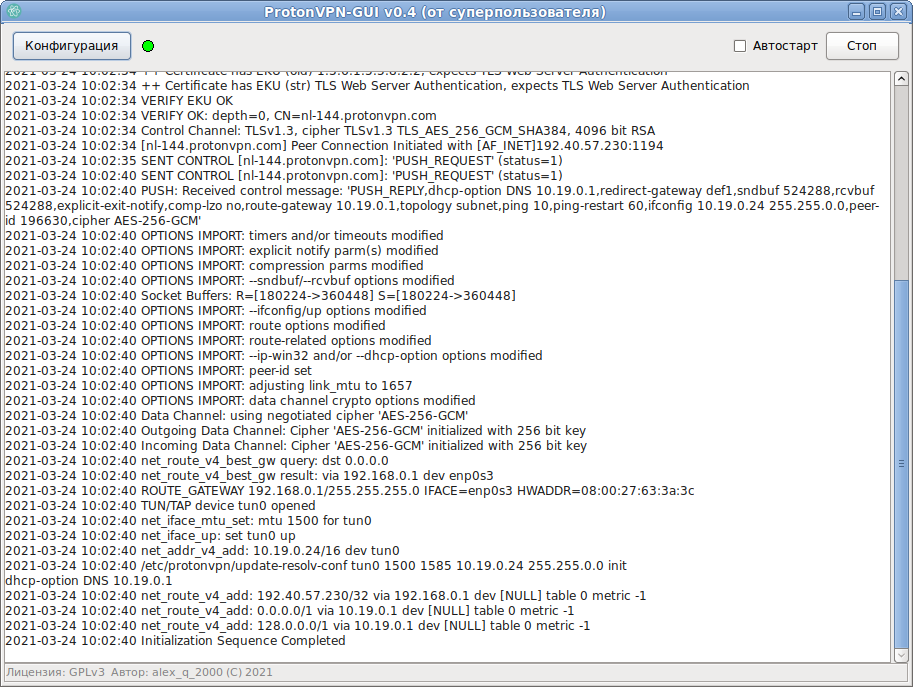 ProtonVPN-GUI v0.4 (от суперпользователя)
Конфигурация
Автостарт
Стоп
2021-03-24 10:02:34 ++ Certificate has EKU (oid) 1.3.6.1.5.5.8.2.2, expects TLS Web Server Authentication
2021-03-24 10:02:34 ++ Certificate has EKU (str) TLS Web Server Authentication, expects TLS Web Server Authentication
2021-03-24 10:02:34 VERIFY EKU OK
2021-03-24 10:02:34 VERIFY OK: depth=0, CN=nl-144.protonvpn.com
2021-03-24 10:02:34 Control Channel: TLSv1.3, cipher TLSv1.3 TLS_AES_256_GCM_SHA384, 4096 bit RSA
2021-03-24 10:02:34 [nl-144.protonvpn.com] Peer Connection Initiated with [AF_INET]192.40.57.230:1194
2021-03-24 10:02:35 SENT CONTROL [nl-144.protonvpn.com]: 'PUSH_REQUEST' (status=1)
2021-03-24 10:02:40 SENT CONTROL [nl-144.protonvpn.com]: 'PUSH_REQUEST' (status=1)
2021-03-24 10:02:40 PUSH: Received control message: 'PUSH_REPLY,dhcp-option DNS 10.19.0.1,redirect-gateway def1,sndbuf 524288,rcvbuf
524288,explicit-exit-notify,comp-lzo no,route-gateway 10.19.0.1,topology subnet,ping 10,ping-restart 60,ifconfig 10.19.0.24 255.255.0.0,peer-
id 196630,cipher AES-256-GCM'
2021-03-24 10:02:40 OPTIONS IMPORT: timers and/or timeouts modified
2021-03-24 10:02:40 OPTIONS IMPORT: explicit notify parm(s) modified
2021-03-24 10:02:40 OPTIONS IMPORT: compression parms modified
2021-03-24 10:02:40 OPTIONS IMPORT: --sndbuf/--rcvbuf options modified
2021-03-24 10:02:40 Socket Buffers: R=[180224->360448] S=[180224->360448]
2021-03-24 10:02:40 OPTIONS IMPORT: --ifconfig/up options modified
2021-03-24 10:02:40 OPTIONS IMPORT: route options modified
2021-03-24 10:02:40 OPTIONS IMPORT: route-related options modified
2021-03-24 10:02:40 OPTIONS IMPORT: --ip-win32 and/or --dhcp-option options modified
2021-03-24 10:02:40 OPTIONS IMPORT: peer-id set
2021-03-24 10:02:40 OPTIONS IMPORT: adjusting link_mtu to 1657
2021-03-24 10:02:40 OPTIONS IMPORT: data channel crypto options modified
2021-03-24 10:02:40 Data Channel: using negotiated cipher 'AES-256-GCM'
2021-03-24 10:02:40 Outgoing Data Channel: Cipher 'AES-256-GCM' initialized with 256 bit key
2021-03-24 10:02:40 Incoming Data Channel: Cipher 'AES-256-GCM' initialized with 256 bit key
2021-03-24 10:02:40 net_route_v4_best_gw query: dst 0.0.0.0
2021-03-24 10:02:40 net_route_v4_best_gw result: via 192.168.0.1 dev enp0s3
2021-03-24 10:02:40 ROUTE_GATEWAY 192.168.0.1/255.255.255.0 IFACE=enp0s3 HWADDR=08:00:27:63:3a:3c
2021-03-24 10:02:40 TUN/TAP device tun0 opened
2021-03-24 10:02:40 net_iface_mtu_set: mtu 1500 for tun0
2021-03-24 10:02:40 net_iface_up: set tun0 up
2021-03-24 10:02:40 net_addr_v4_add: 10.19.0.24/16 dev tun0
2021-03-24 10:02:40 /etc/protonvpn/update-resolv-conf tun0 1500 1585 10.19.0.24 255.255.0.0 init
dhcp-option DNS 10.19.0.1
2021-03-24 10:02:40 net_route_v4_add: 192.40.57.230/32 via 192.168.0.1 dev [NULL] table 0 metric -1
2021-03-24 10:02:40 net_route_v4_add: 0.0.0.0/1 via 10.19.0.1 dev [NULL] table 0 metric -1
2021-03-24 10:02:40 net_route_v4_add: 128.0.0.0/1 via 10.19.0.1 dev [NULL] table 0 metric -1
2021-03-24 10:02:40 Initialization Sequence Completed
Лицензия: GPLv3 Автор: alex_q_2000 (C) 2021